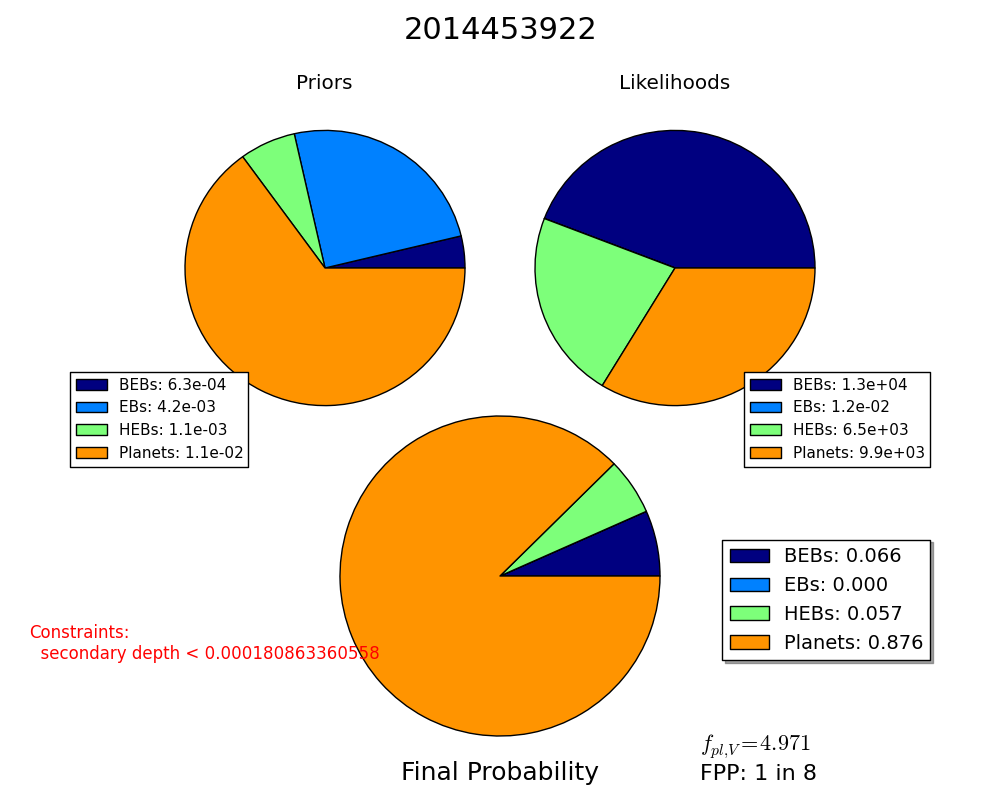 2014453922
Priors
Likelihoods
BEBs: 6.3e-04
EBs: 4.2e-03
HEBs: 1.1e-03
Planets: 1.1e-02
BEBs: 1.3e+04
EBs: 1.2e-02
HEBs: 6.5e+03
Planets: 9.9e+03
BEBs: 0.066
EBs: 0.000
HEBs: 0.057
Planets: 0.876
Constraints:
secondary depth < 0.000180863360558
f_{pl,V}=4.971
Final Probability
FPP: 1 in 8